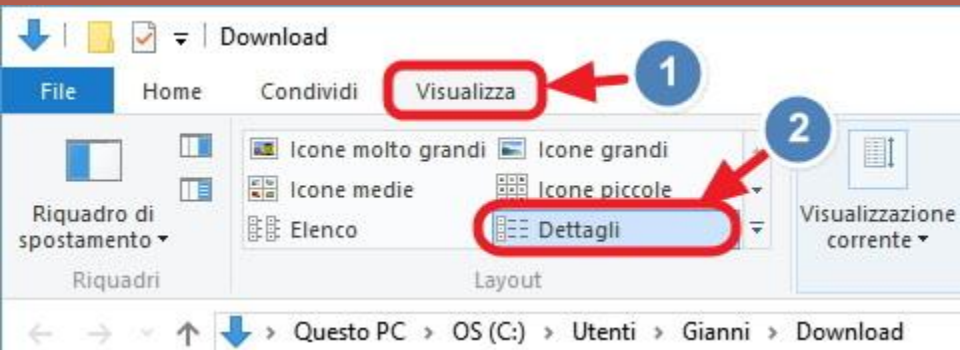 Download
File Home Condividi Visualizza
1
2
Icone molto grandi Icone grandi
Icone medie Icone piccole
Elenco Dettagli
Riquadro di
spostamento
Visualizzazione
corrente
Riquadri Layout
Questo PC > OS (C:) > Utenti > Gianni > Download